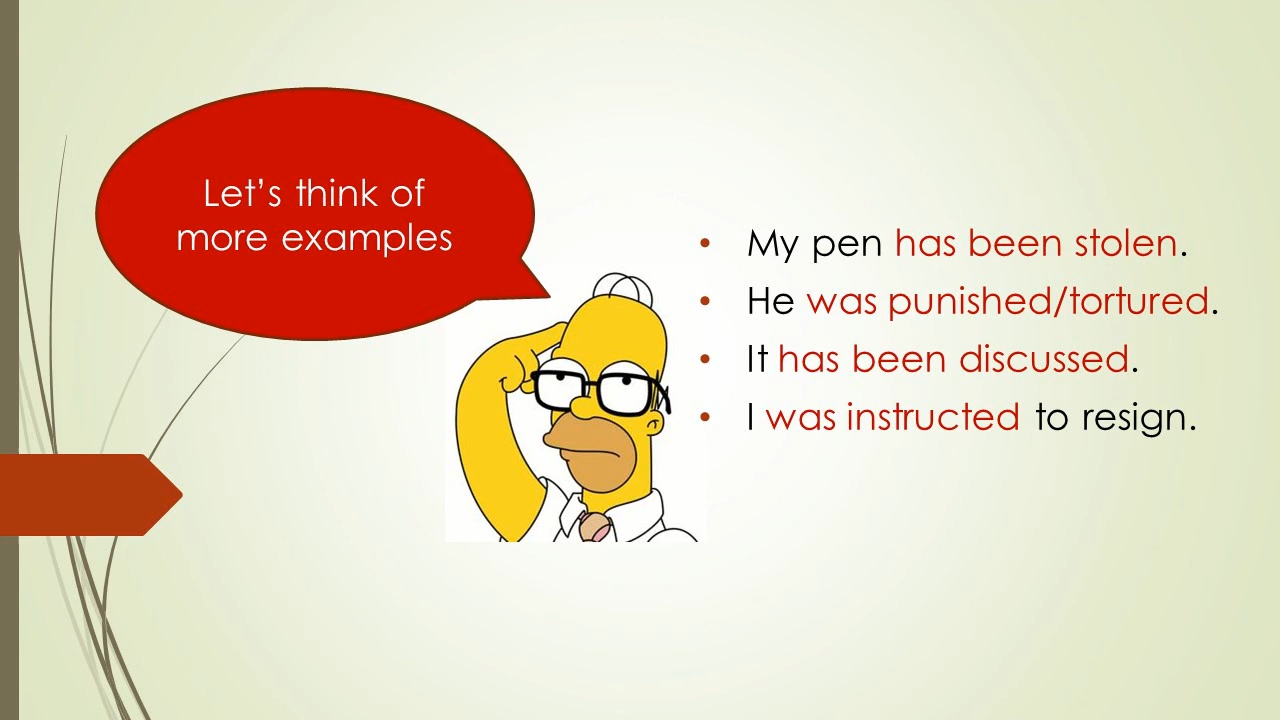 Let's think of
more examples
• My pen has been stolen.
• He was punished/tortured.
• It has been discussed.
• I was instructed to resign.